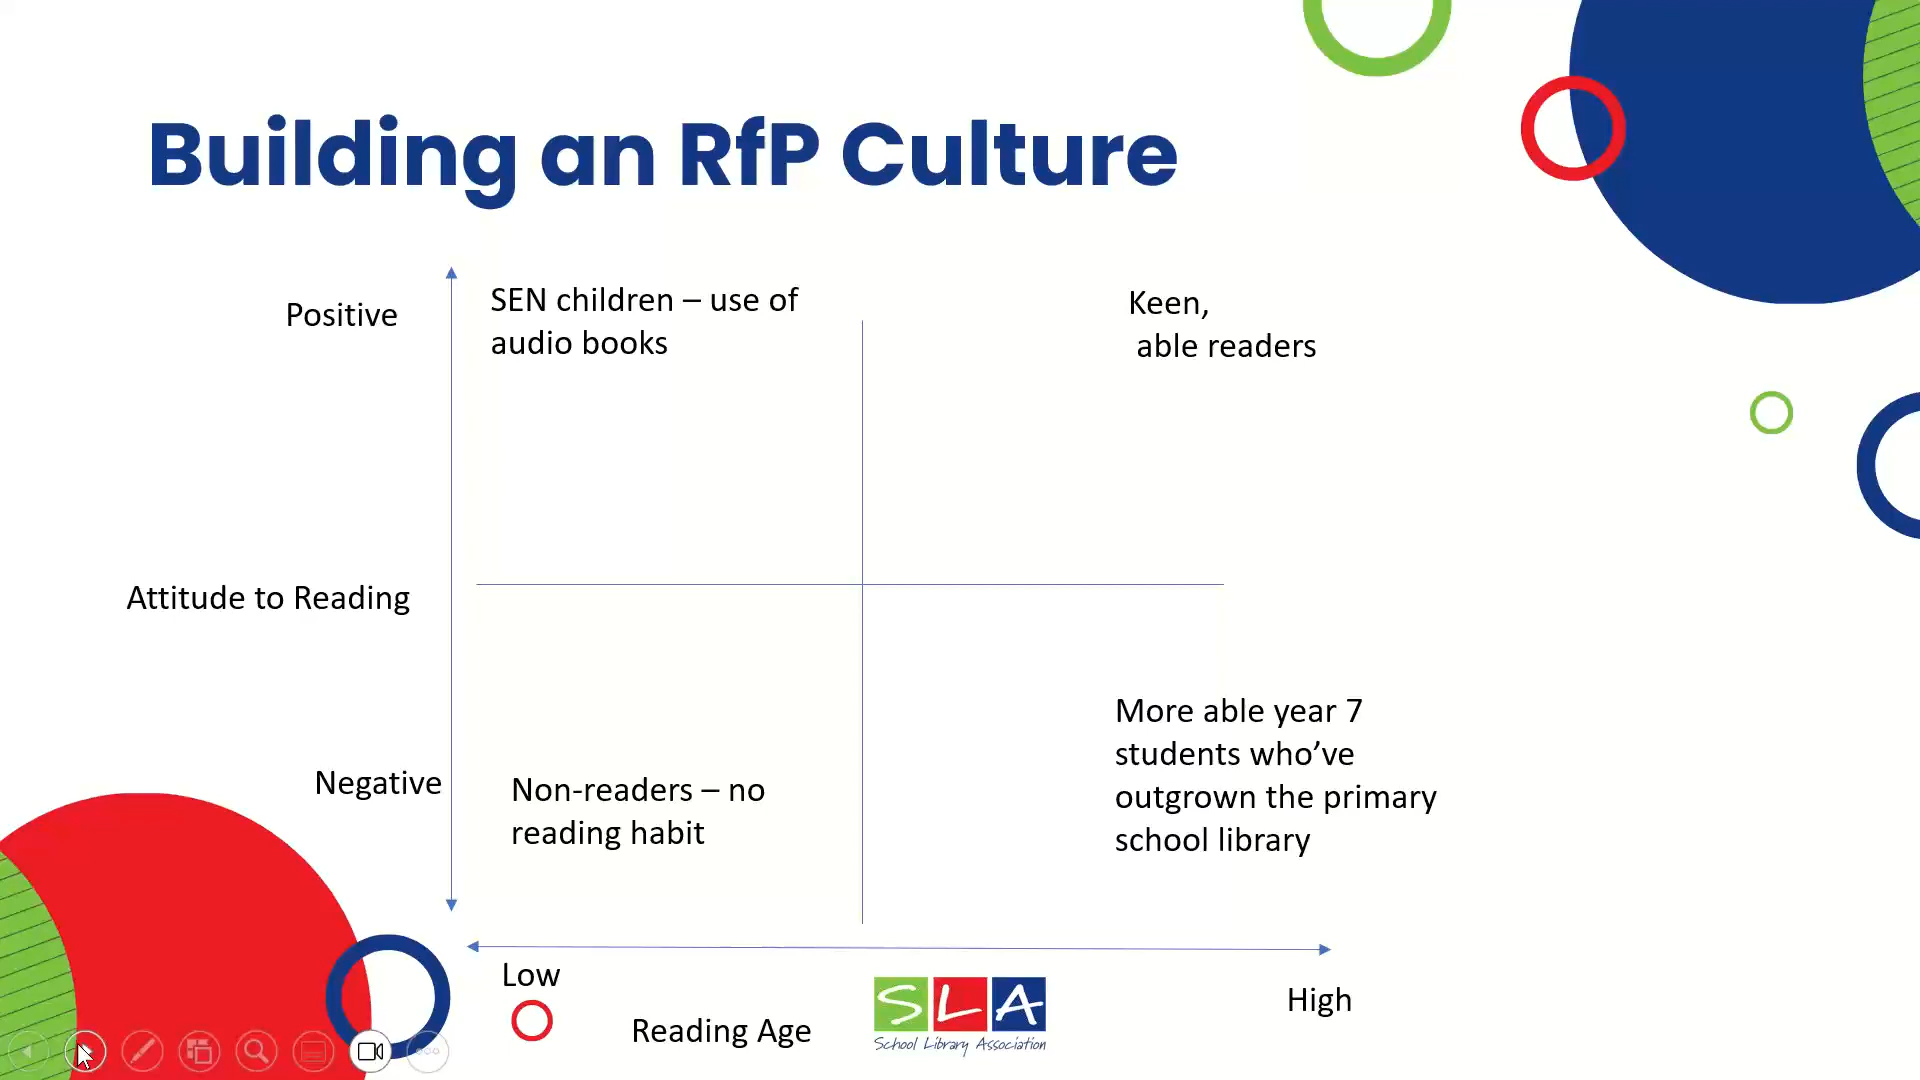 Building an RfP Culture
Positive
SEN children – use of
audio books
Keen,
able readers
Attitude to Reading
Negative
Non-readers – no
reading habit
More able year 7
students who’ve
outgrown the primary
school library
Low
High
Reading Age
SLA
School Library Association